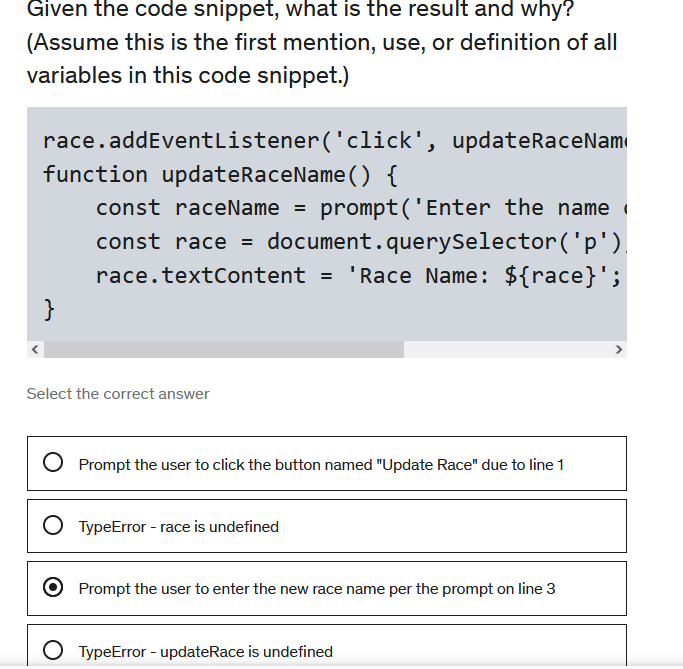 Given the code snippet, what is the result and why?
(Assume this is the first mention, use, or definition of all
variables in this code snippet.)
race.addEventListener('click', updateRaceName
function updateRaceName() {
const raceName = prompt('Enter the name
const race = document.querySelector('p')
race.textContent = 'Race Name: ${race}';
}
Select the correct answer
Prompt the user to click the button named "Update Race" due to line 1
TypeError - race is undefined
Prompt the user to enter the new race name per the prompt on line 3
TypeError - updateRace is undefined